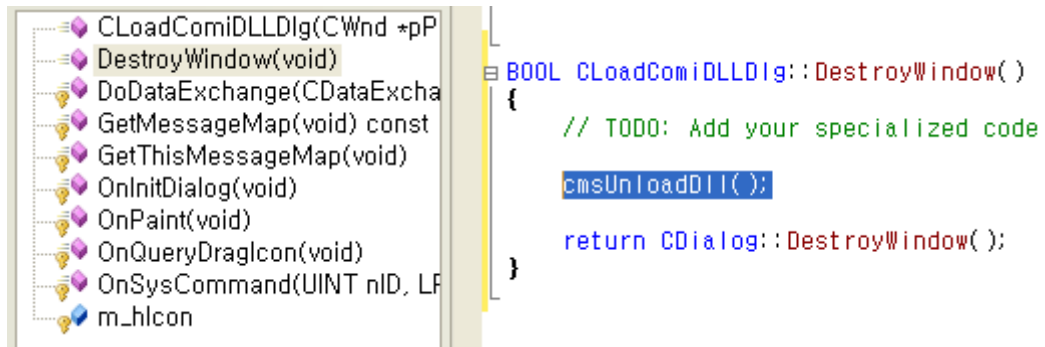 CLoadComiDLLDlg(CWnd *pP
DestroyWindow(void)
DoDataExchange(CDataExcha
GetMessageMap(void) const
GetThisMessageMap(void)
OnInitDialog(void)
OnPaint(void)
OnQueryDragIcon(void)
OnSysCommand(UINT nID, LF
m_hIcon
BOOL CLoadComiDLLDlg::DestroyWindow()
{
// TODO: Add your specialized code
cmsUnloadDll();
return CDialog::DestroyWindow();
}